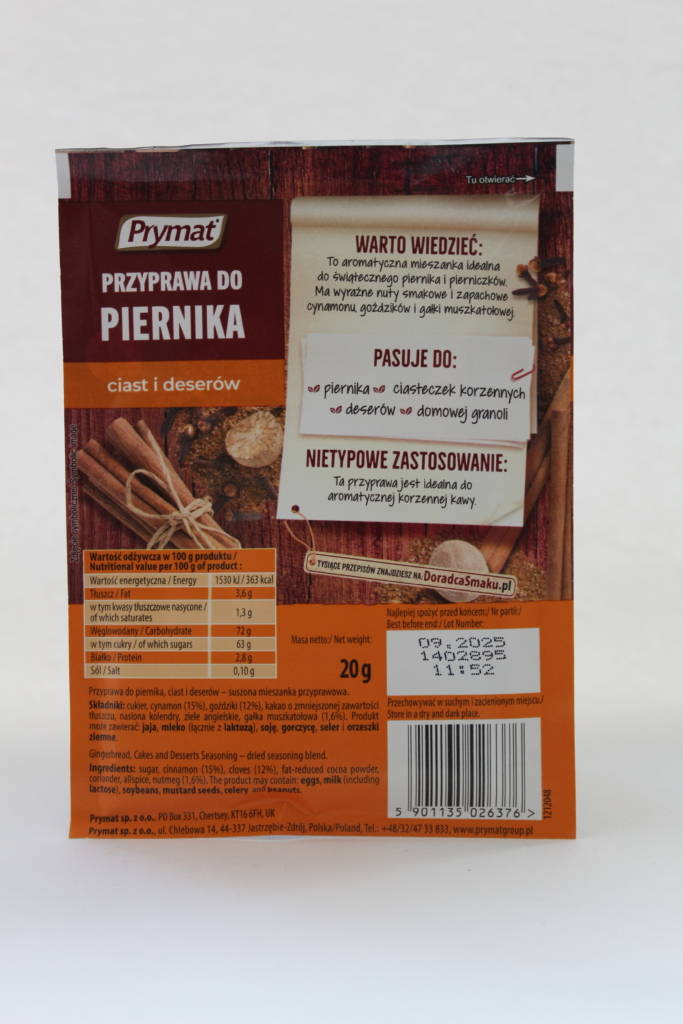 Tu otwierać
Prymat
PRZYPRAWA DO
PIERNIKA
ciast i deserów
WARTO WIEDZIEĆ:
To aromatyczna mieszanka idealna
do świątecznego piernika i pierniczków.
Ma wyraźne nuty smakowe i zapachowe
cynamonu, goździków i gałki muszkatołowej.
PASUJE DO:
piernika ciasteczek korzennych
deserów domowej granoli
NIETYPOWE ZASTOSOWANIE:
Ta przyprawa jest idealna do
aromatycznej korzennej kawy.
TYSIĄCE PRZEPISÓW ZNAJDZIESZ NA: DoradcaSmaku.pl
Zdjęcie symboliczne/Symbolic image
Wartość odżywcza w 100 g produktu /
Nutritional value per 100 g of product :
Wartość energetyczna / Energy 1530 kJ / 363 kcal
Tłuszcz / Fat 3,6 g
w tym kwasy tłuszczowe nasycone /
of which saturates 1,3 g
Węglowodany / Carbohydrate 72 g
w tym cukry / of which sugars 63 g
Białko / Protein 2,8 g
Sól / Salt 0,10 g
Masa netto:/ Net weight:
20 g
Najlepiej spożyć przed końcem:/ Nr partii:/
Best before end:/ Lot Number:
09.2025
1402895
11:52
Przechowywać w suchym i zacienionym miejscu./
Store in a dry and dark place.
Przyprawa do piernika, ciast i deserów – suszona mieszanka przyprawowa.
Składniki: cukier, cynamon (15%), goździki (12%), kakao o zmniejszonej zawartości
tłuszczu, nasiona kolendry, ziele angielskie, gałka muszkatołowa (1,6%). Produkt
może zawierać: jaja, mleko (łącznie z laktozą), soję, gorczycę, seler i orzeszki
ziemne.
Gingerbread, Cakes and Desserts Seasoning – dried seasoning blend.
Ingredients: sugar, cinnamon (15%), cloves (12%), fat-reduced cocoa powder,
coriander, allspice, nutmeg (1,6%). The product may contain: eggs, milk (including
lactose), soybeans, mustard seeds, celery and peanuts.
5 901135 026376 >
1212048
Prymat sp. z o.o., PO Box 331, Chertsey, KT16 6FH, UK
Prymat sp. z o.o., ul. Chlebowa 14, 44-337 Jastrzębie-Zdrój, Polska/Poland, Tel.: +48/32/47 33 833, www.prymatgroup.pl